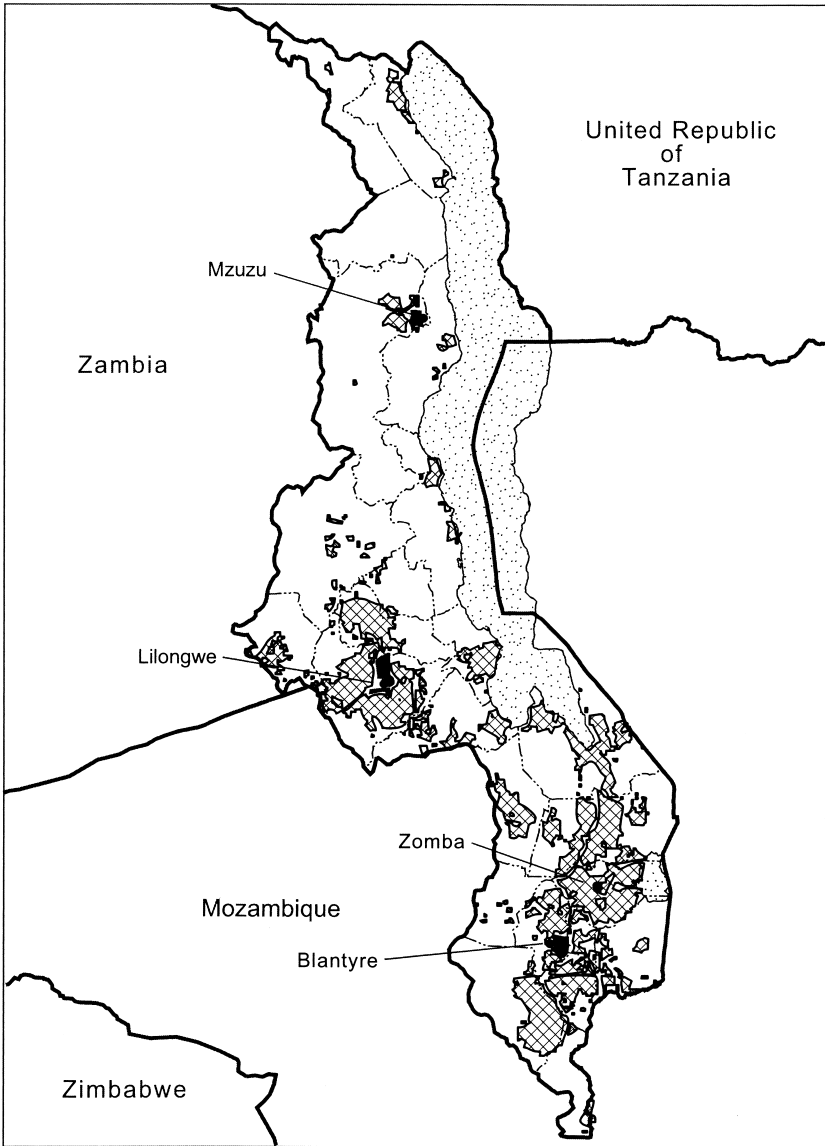 United Republic
of
Tanzania
Mzuzu
Zambia
Lilongwe
Zomba
Mozambique
Blantyre
Zimbabwe